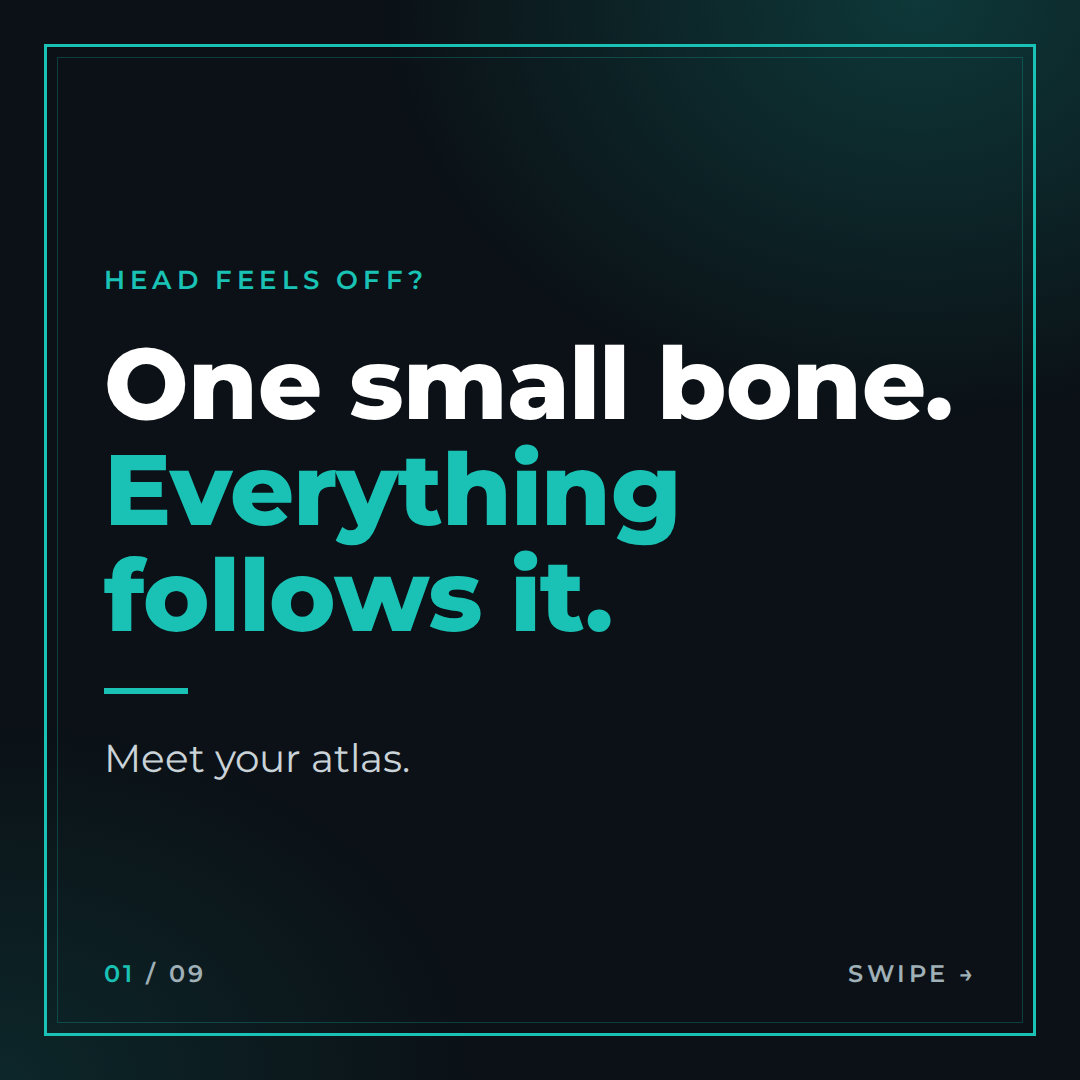 HEAD FEELS OFF?
One small bone.
Everything
follows it.
Meet your atlas.
01 / 09
SWIPE →